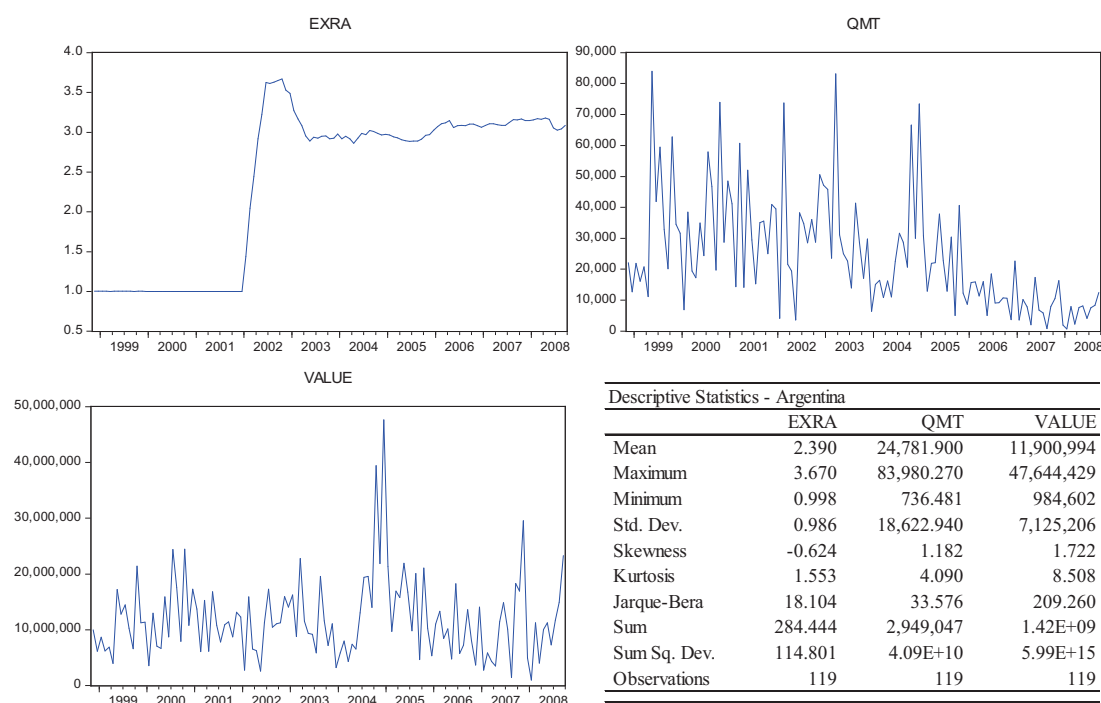 EXRA
4.0
3.5
3.0
2.5
2.0
1.5
1.0
0.5
1999 2000 2001 2002 2003 2004 2005 2006 2007 2008
QMT
90,000
80,000
70,000
60,000
50,000
40,000
30,000
20,000
10,000
0
1999 2000 2001 2002 2003 2004 2005 2006 2007 2008
VALUE
50,000,000
40,000,000
30,000,000
20,000,000
10,000,000
0
1999 2000 2001 2002 2003 2004 2005 2006 2007 2008
Descriptive Statistics - Argentina
EXRA QMT VALUE
Mean 2.390 24,781.900 11,900,994
Maximum 3.670 83,980.270 47,644,429
Minimum 0.998 736.481 984,602
Std. Dev. 0.986 18,622.940 7,125,206
Skewness -0.624 1.182 1.722
Kurtosis 1.553 4.090 8.508
Jarque-Bera 18.104 33.576 209.260
Sum 284.444 2,949,047 1.42E+09
Sum Sq. Dev. 114.801 4.09E+10 5.99E+15
Observations 119 119 119